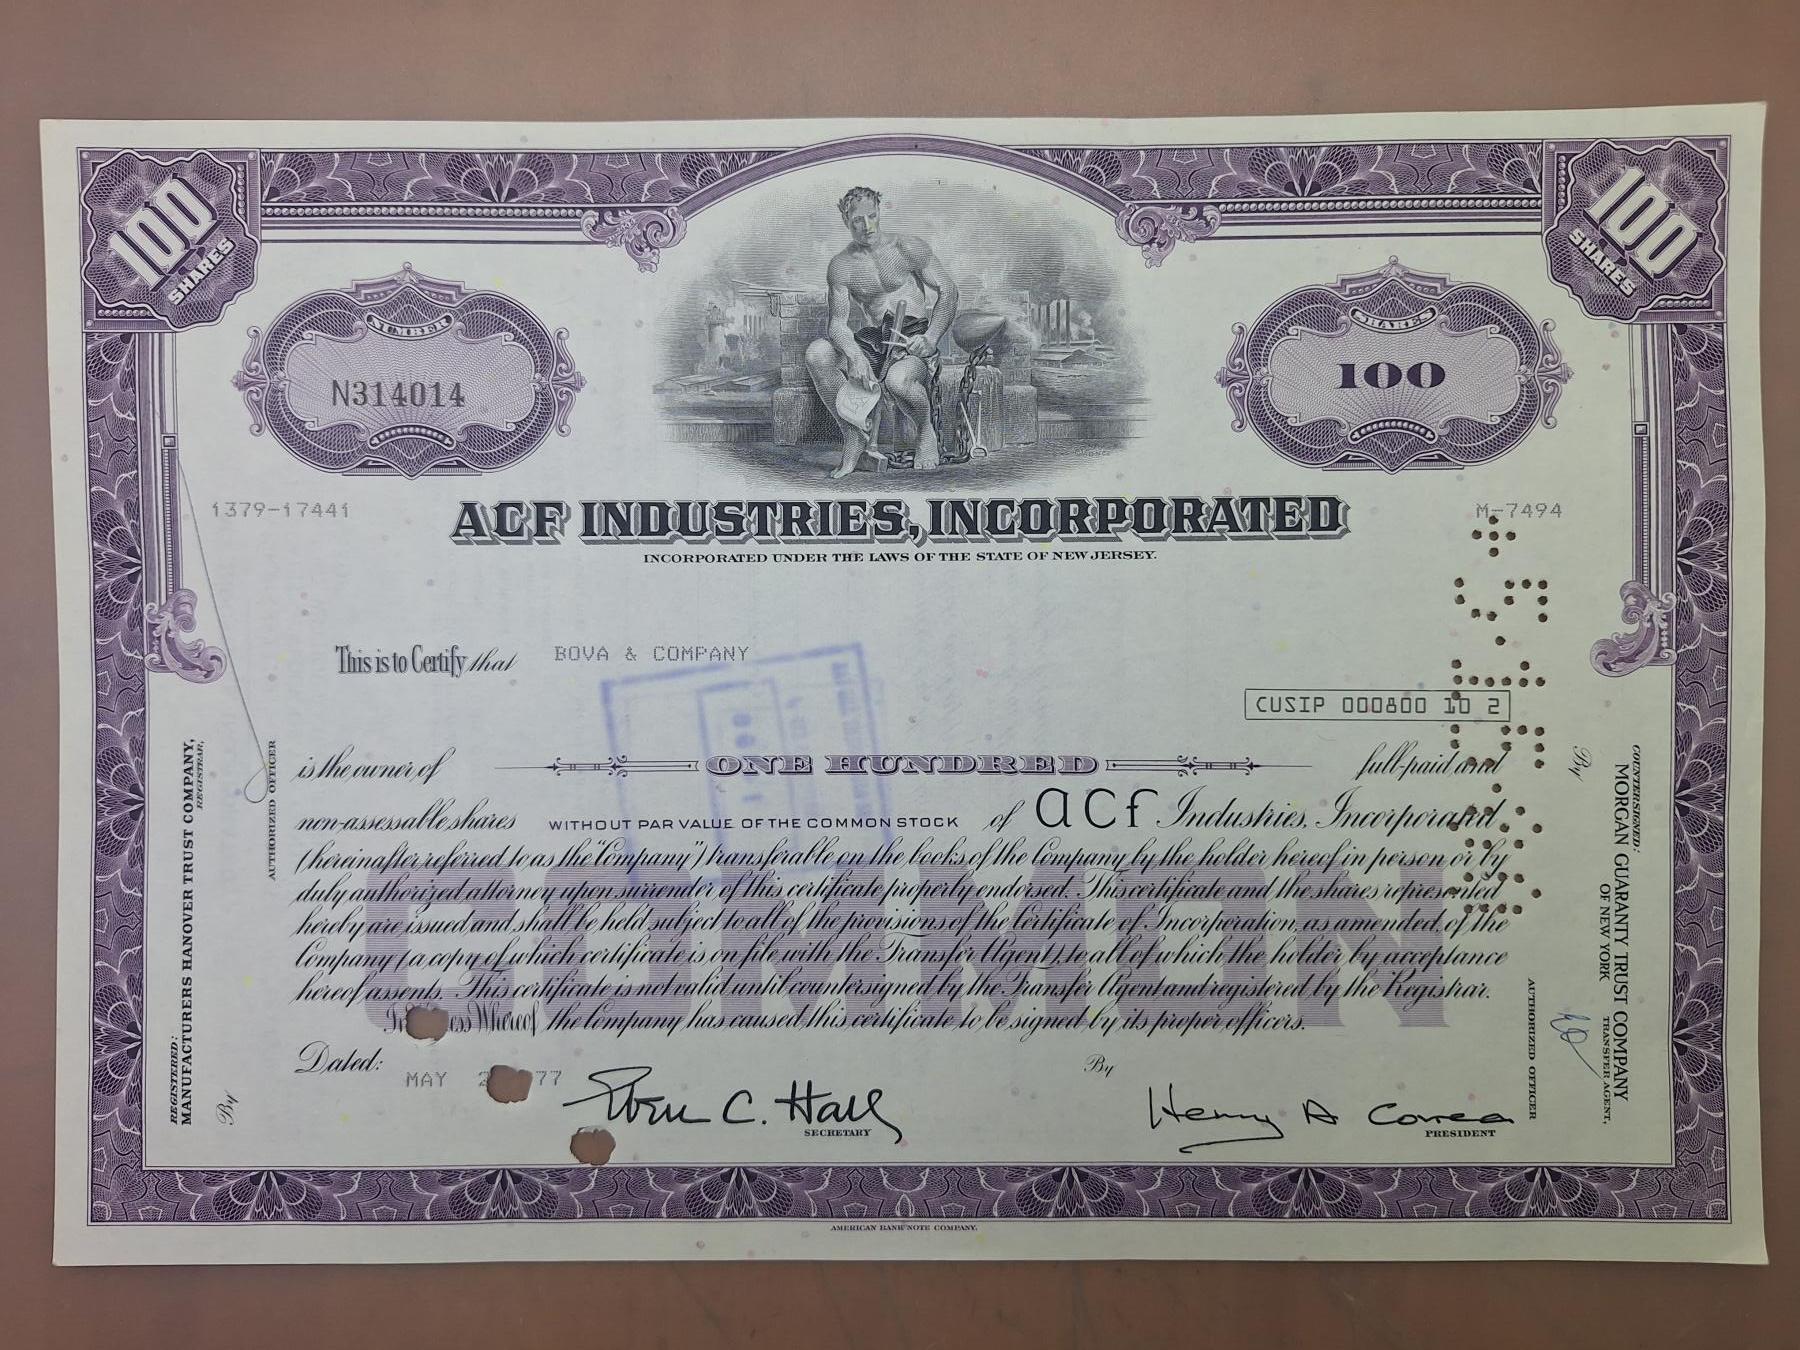 100
SHARES
100
SHARES
NUMBER
N314014
SHARES
100
1379-17441
M-7494
ACF INDUSTRIES, INCORPORATED
INCORPORATED UNDER THE LAWS OF THE STATE OF NEW JERSEY.
This is to Certify that BOVA & COMPANY
CUSIP 000800 10 2
is the owner of ONE HUNDRED full-paid and
non-assessable shares WITHOUT PAR VALUE OF THE COMMON STOCK of acf Industries, Incorporated
(hereinafter referred to as the "Company") transferable on the books of the Company by the holder hereof in person or by
duly authorized attorney upon surrender of this certificate properly endorsed. This certificate and the shares represented
hereby are issued and shall be held subject to all of the provisions of the Certificate of Incorporation, as amended, of the
Company (a copy of which certificate is on file with the Transfer Agent), to all of which the holder by acceptance
hereof assents. This certificate is not valid until countersigned by the Transfer Agent and registered by the Registrar.
In ess Whereof the Company has caused this certificate to be signed by its proper officers.
COMMON
Dated: MAY 2 77
C. Hall
SECRETARY
By
Henry A Correa
PRESIDENT
REGISTERED:
MANUFACTURERS HANOVER TRUST COMPANY,
REGISTRAR,
By
AUTHORIZED OFFICER
COUNTERSIGNED:
MORGAN GUARANTY TRUST COMPANY
OF NEW YORK
TRANSFER AGENT,
By
AUTHORIZED OFFICER
AMERICAN BANK NOTE COMPANY.